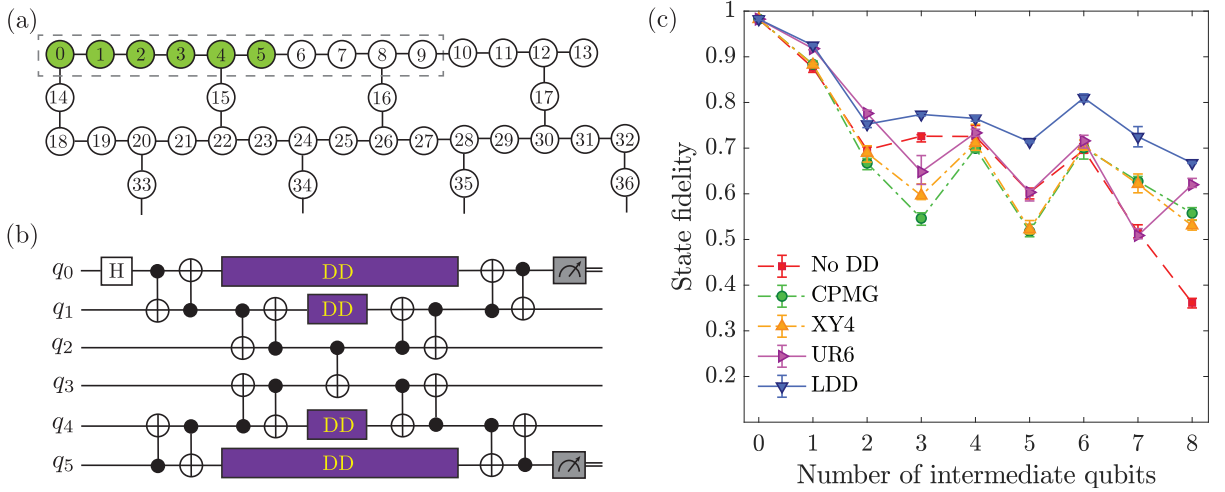 (a)
0 1 2 3 4 5 6 7 8 9 10 11 12 13
14 15 16 17
18 19 20 21 22 23 24 25 26 27 28 29 30 31 32
33 34 35 36
(b)
q0 H DD
q1 DD
q2
q3
q4 DD
q5 DD
(c)
State fidelity
1
0.9
0.8
0.7
0.6
0.5
0.4
0.3
0.2
No DD
CPMG
XY4
UR6
LDD
0 1 2 3 4 5 6 7 8
Number of intermediate qubits